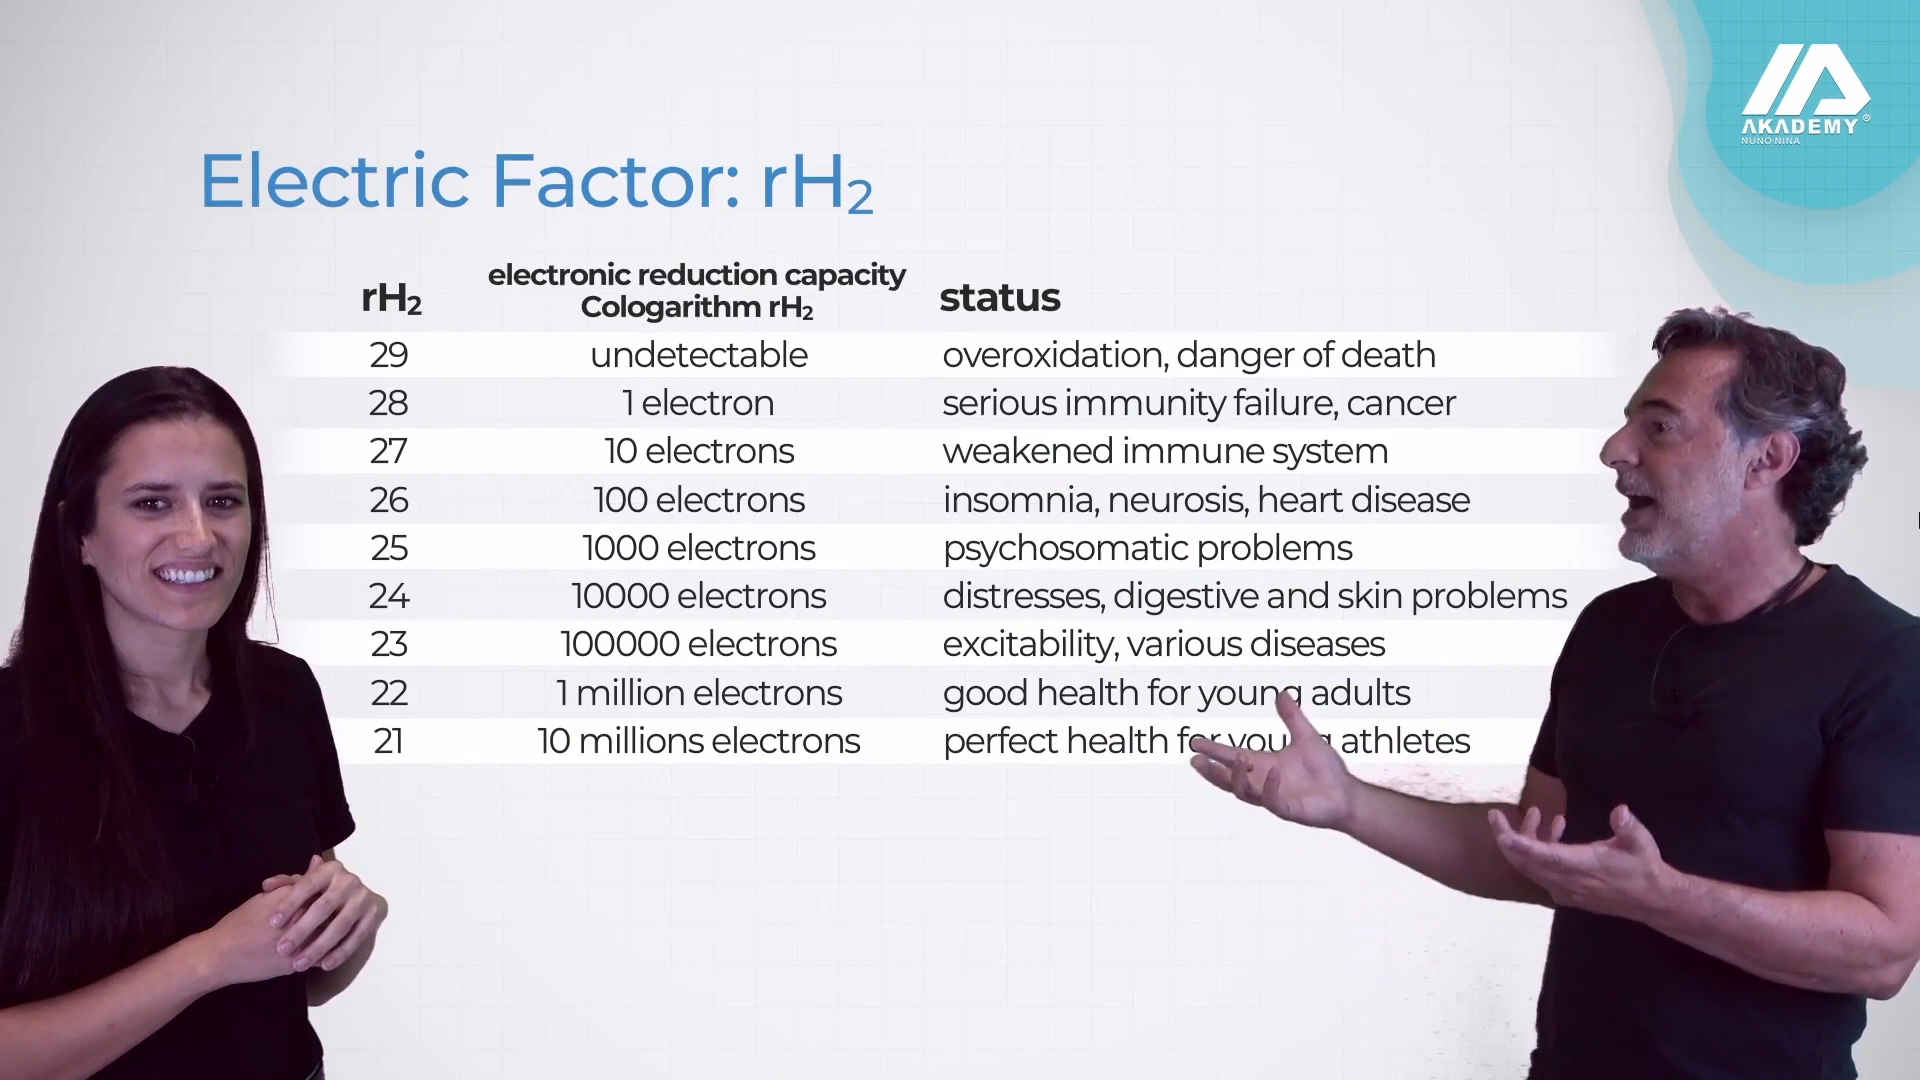 AKADEMY®
NUNO NINA
Electric Factor: rH₂
rH₂ electronic reduction capacity Cologarithm rH₂ status
29 undetectable overoxidation, danger of death
28 1 electron serious immunity failure, cancer
27 10 electrons weakened immune system
26 100 electrons insomnia, neurosis, heart disease
25 1000 electrons psychosomatic problems
24 10000 electrons distresses, digestive and skin problems
23 100000 electrons excitability, various diseases
22 1 million electrons good health for young adults
21 10 millions electrons perfect health for young athletes